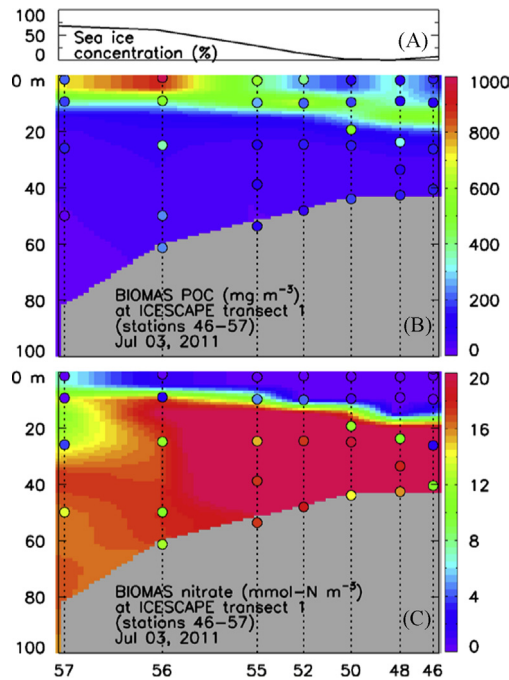 100
50
0
Sea ice
concentration (%)
(A)
0 m
20
40
60
80
100
BIOMAS POC (mg m⁻³)
at ICESCAPE transect 1
(stations 46–57)
Jul 03, 2011
(B)
1000
800
600
400
200
0
0 m
20
40
60
80
100
BIOMAS nitrate (mmol–N m⁻³)
at ICESCAPE transect 1
(stations 46–57)
Jul 03, 2011
(C)
20
16
12
8
4
0
57 56 55 52 50 48 46